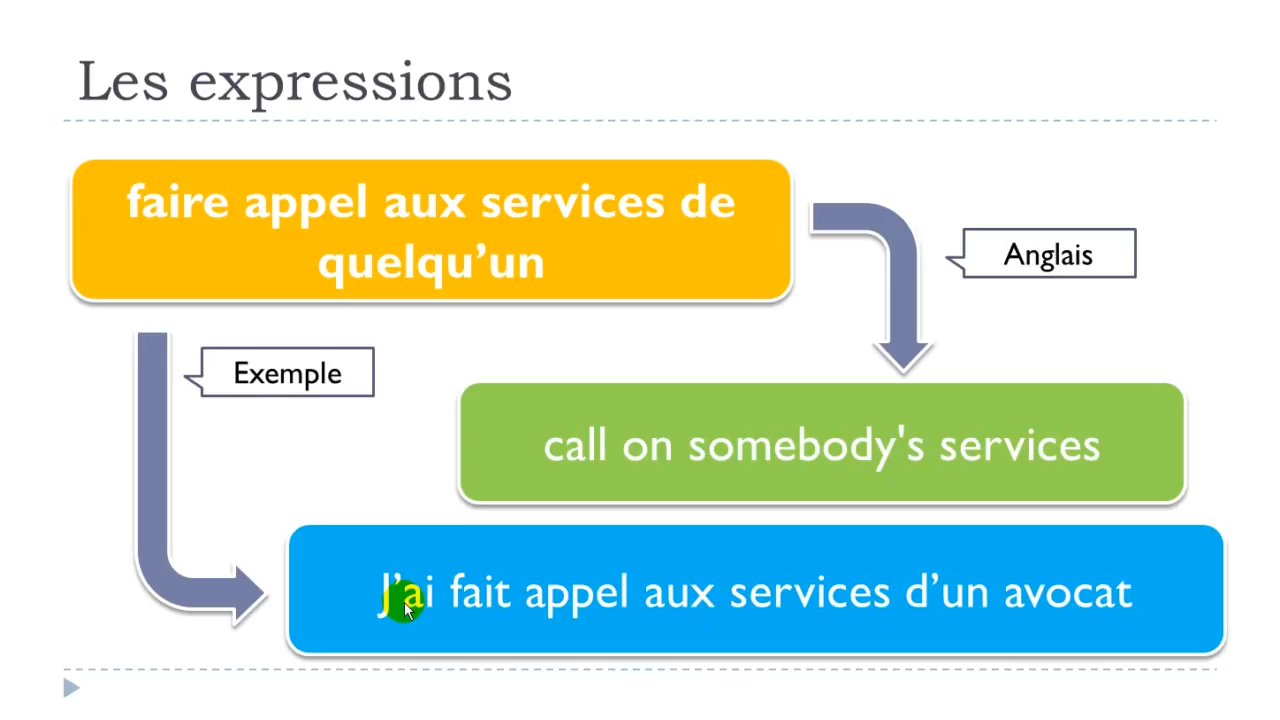 Les expressions
faire appel aux services de
quelqu’un
Anglais
Exemple
call on somebody's services
J’ai fait appel aux services d’un avocat